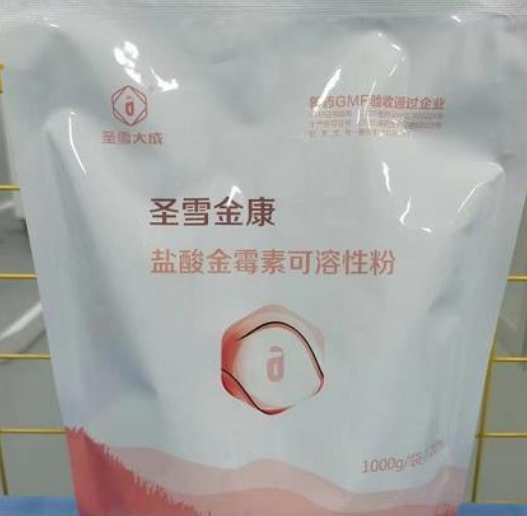 圣雪大成
兽药GMP验收通过企业
圣雪金康
盐酸金霉素可溶性粉
1000g/袋